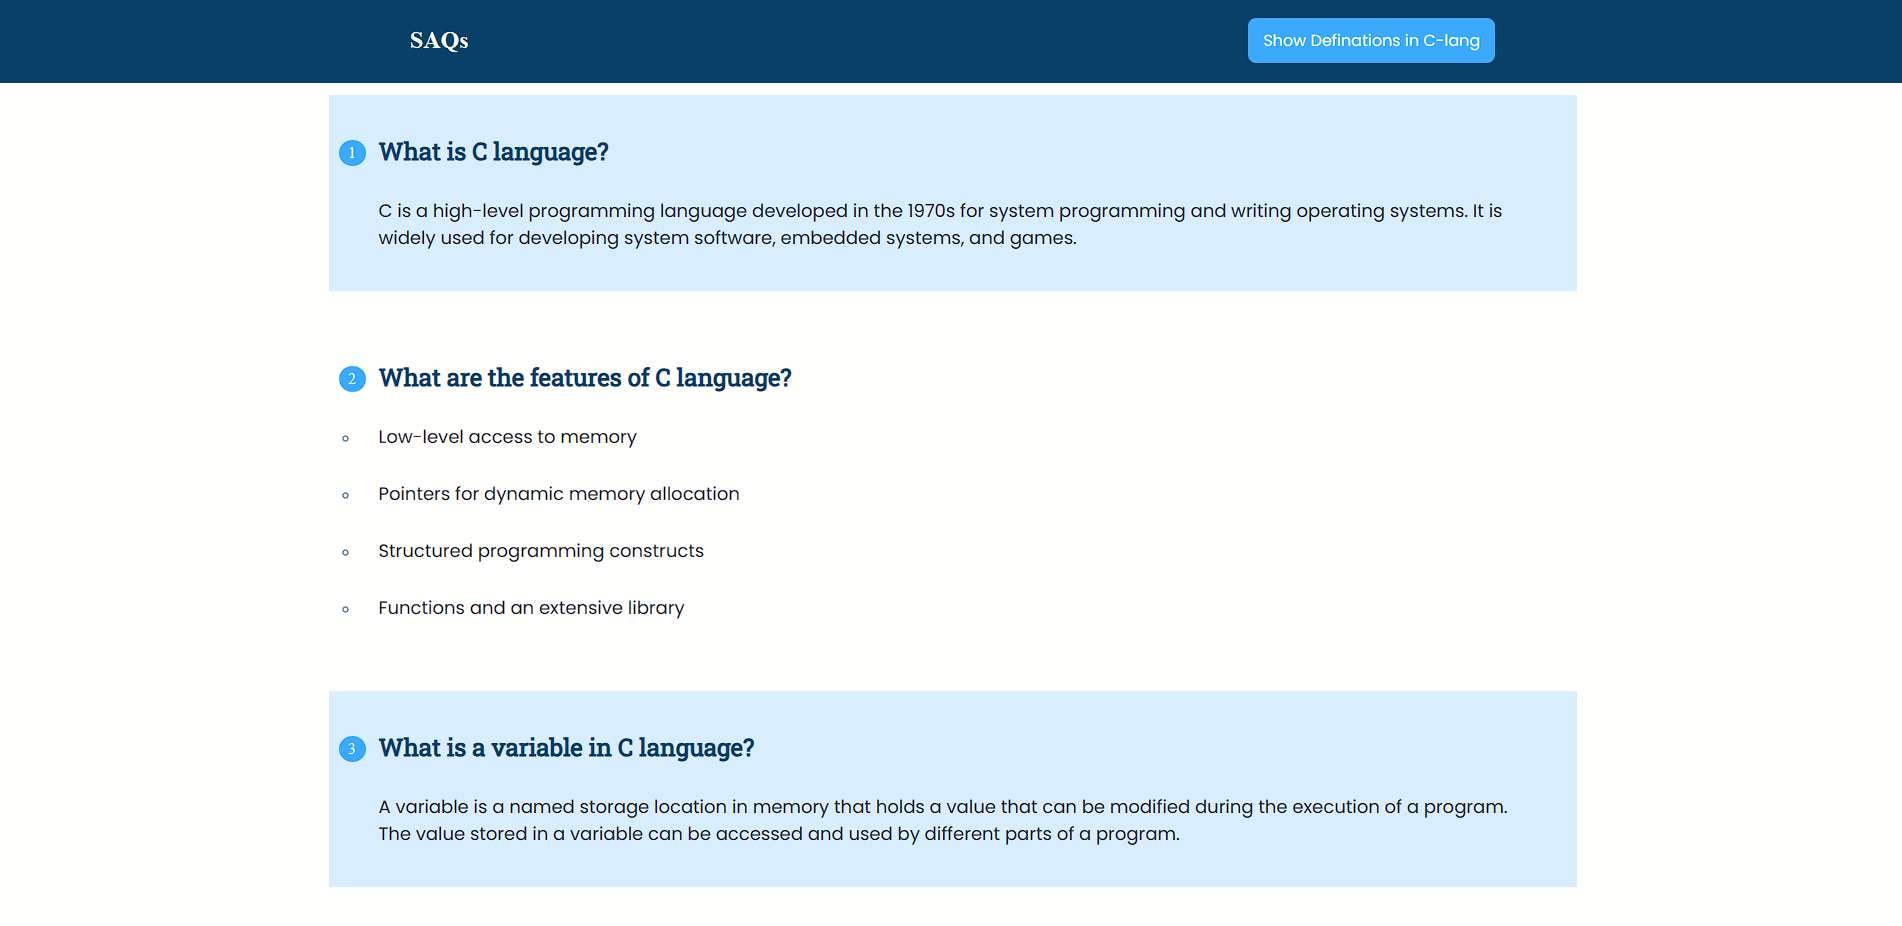 SAQs
Show Definations in C-lang
1 What is C language?
C is a high-level programming language developed in the 1970s for system programming and writing operating systems. It is
widely used for developing system software, embedded systems, and games.
2 What are the features of C language?
Low-level access to memory
Pointers for dynamic memory allocation
Structured programming constructs
Functions and an extensive library
3 What is a variable in C language?
A variable is a named storage location in memory that holds a value that can be modified during the execution of a program.
The value stored in a variable can be accessed and used by different parts of a program.